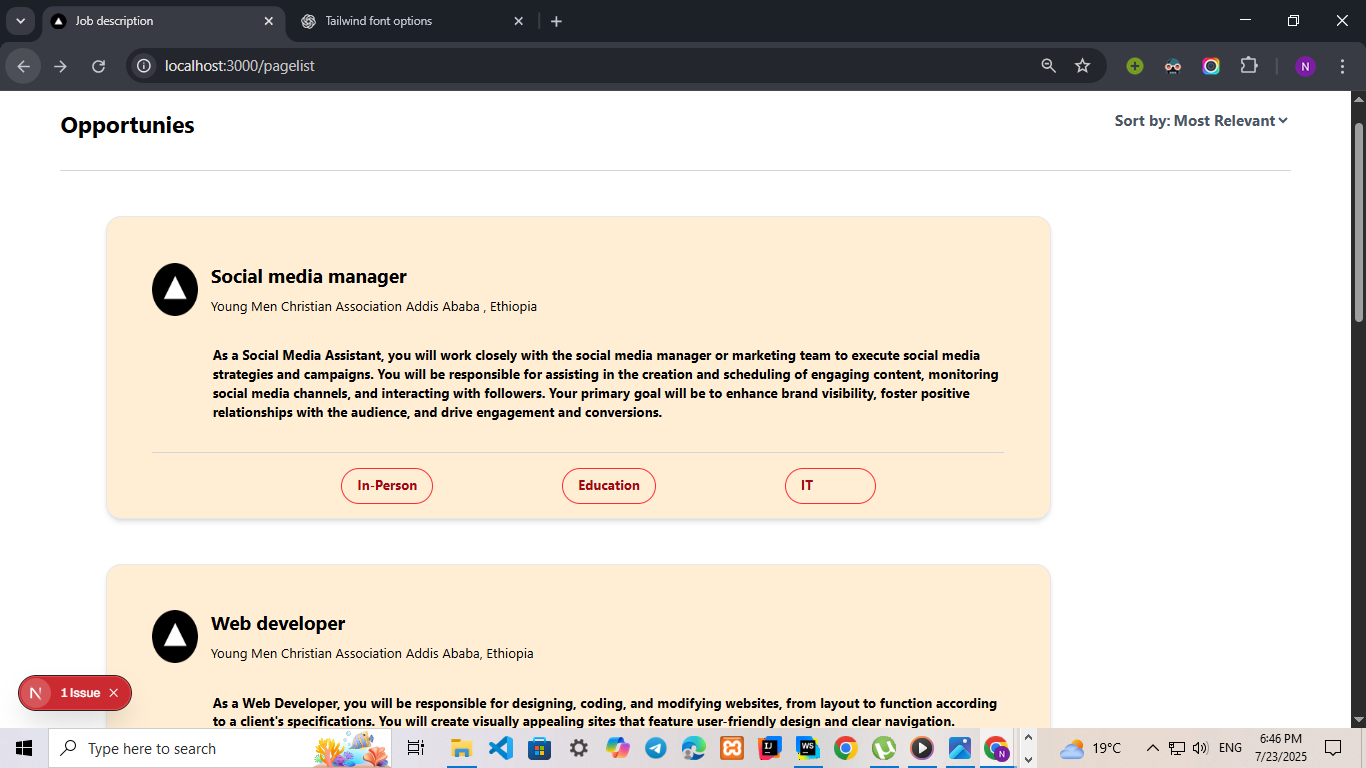 Job description
Tailwind font options
localhost:3000/pagelist
N
Opportunies
Sort by: Most Relevant
Social media manager
Young Men Christian Association Addis Ababa , Ethiopia
As a Social Media Assistant, you will work closely with the social media manager or marketing team to execute social media
strategies and campaigns. You will be responsible for assisting in the creation and scheduling of engaging content, monitoring
social media channels, and interacting with followers. Your primary goal will be to enhance brand visibility, foster positive
relationships with the audience, and drive engagement and conversions.
In-Person
Education
IT
Web developer
Young Men Christian Association Addis Ababa, Ethiopia
As a Web Developer, you will be responsible for designing, coding, and modifying websites, from layout to function according
to a client's specifications. You will create visually appealing sites that feature user-friendly design and clear navigation.
N 1 Issue
Type here to search
IJ
WS
N
19°C
ENG
6:46 PM
7/23/2025